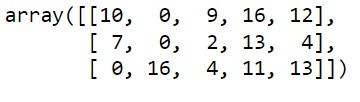 array([[10,  0,  9, 16, 12],
       [ 7,  0,  2, 13,  4],
       [ 0, 16,  4, 11, 13]])